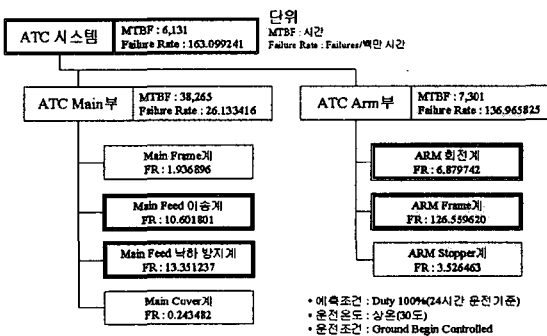 ATC 시스템
MTBF : 6,131
Failure Rate : 163.099241
단위
MTBF : 시간
Failure Rate : Failures/백만 시간
ATC Main부
MTBF : 38,265
Failure Rate : 26.133416
ATC Arm부
MTBF : 7,301
Failure Rate : 136.965825
Main Frame계
FR : 1.936896
Main Feed 이송계
FR : 10.601801
Main Feed 낙하 방지계
FR : 13.351237
Main Cover계
FR : 0.243482
ARM 회전계
FR : 6.879742
ARM Frame계
FR : 126.559620
ARM Stopper계
FR : 3.526463
• 예측조건 : Duty 100%(24시간 운전기준)
• 운전온도 : 상온(30도)
• 운전조건 : Ground Begin Controlled